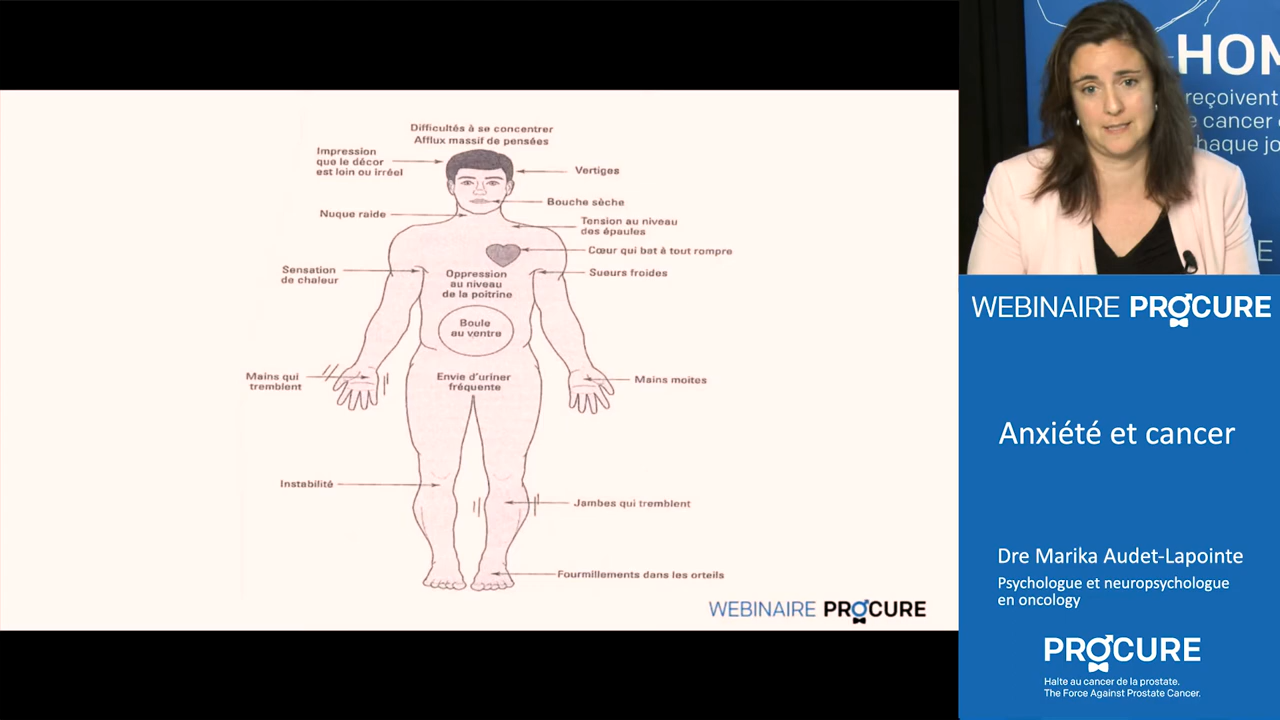 Difficultés à se concentrer
Afflux massif de pensées
Impression
que le décor
est loin ou irréel
Vertiges
Bouche sèche
Nuque raide
Tension au niveau
des épaules
Cœur qui bat à tout rompre
Sensation
de chaleur
Oppression
au niveau
de la poitrine
Sueurs froides
Boule
au ventre
Mains qui
tremblent
Envie d'uriner
fréquente
Mains moites
Instabilité
Jambes qui tremblent
Fourmillements dans les orteils
WEBINAIRE PROCURE
reçoivent
cancer
WEBINAIRE PROCURE
Anxiété et cancer
Dre Marika Audet-Lapointe
Psychologue et neuropsychologue
en oncology
PROCURE
Halte au cancer de la prostate.
The Force Against Prostate Cancer.